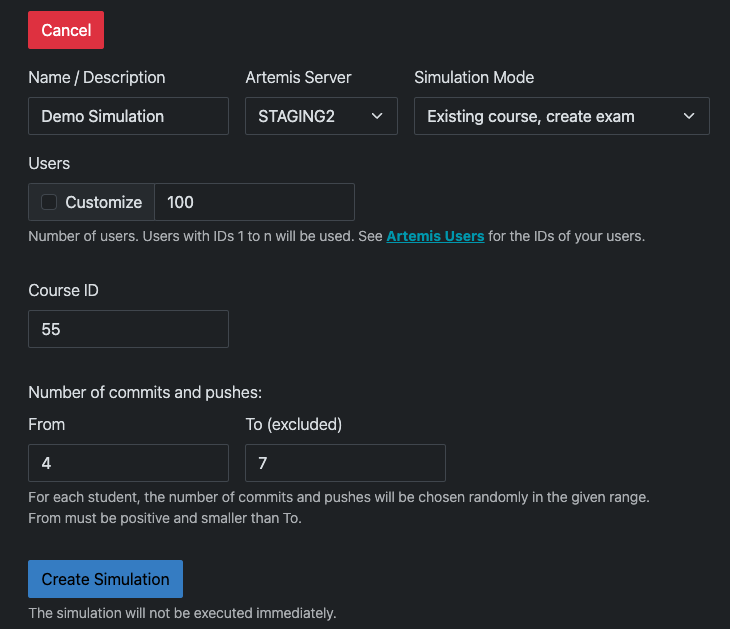 Cancel
Name / Description Artemis Server Simulation Mode
Demo Simulation STAGING2 Existing course, create exam
Users
Customize 100
Number of users. Users with IDs 1 to n will be used. See Artemis Users for the IDs of your users.
Course ID
55
Number of commits and pushes:
From To (excluded)
4 7
For each student, the number of commits and pushes will be chosen randomly in the given range.
From must be positive and smaller than To.
Create Simulation
The simulation will not be executed immediately.